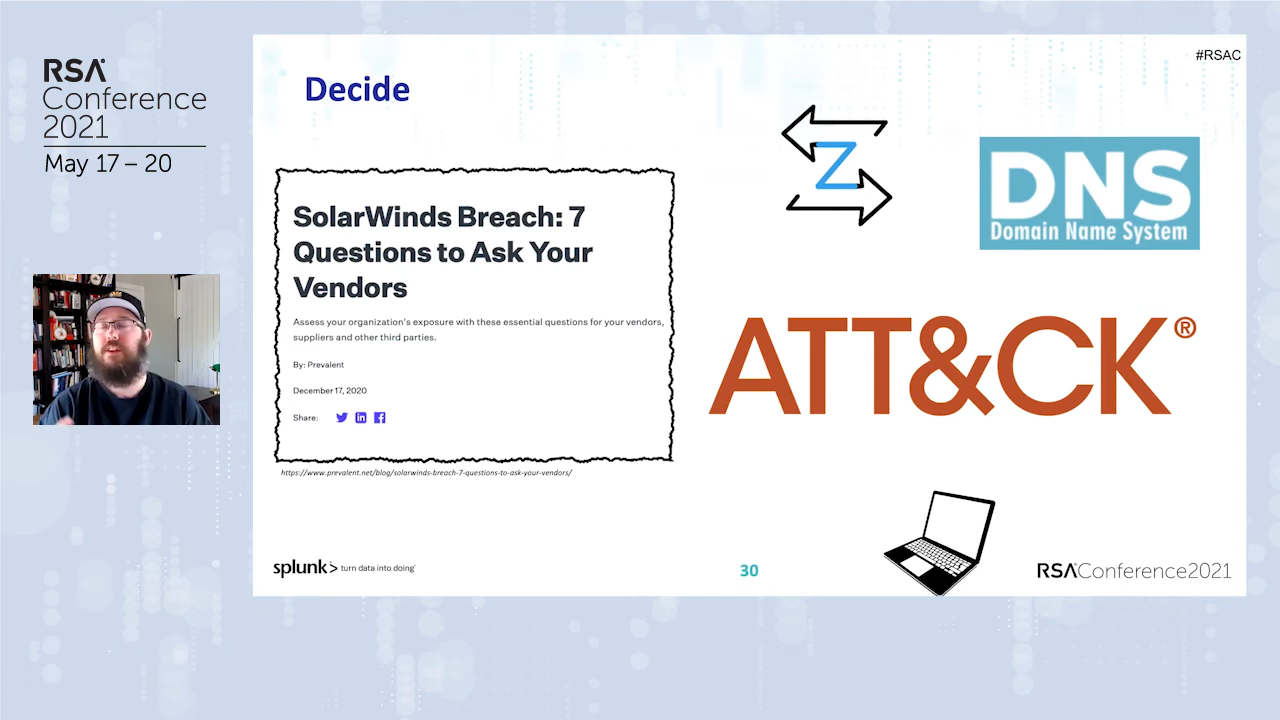 RSA
Conference
2021
May 17 – 20
#RSAC
Decide
SolarWinds Breach: 7
Questions to Ask Your
Vendors
Assess your organization's exposure with these essential questions for your vendors,
suppliers and other third parties.
By: Prevalent
December 17, 2020
Share:
https://www.prevalent.net/blog/solarwinds-breach-7-questions-to-ask-your-vendors/
Z
DNS
Domain Name System
ATT&CK®
splunk> turn data into doing™
30
RSAConference2021